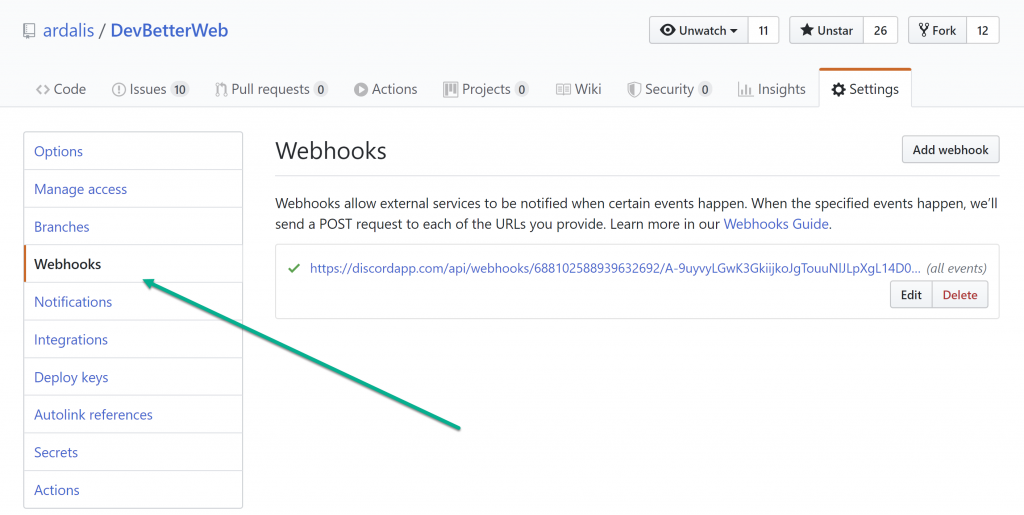 ardalis / DevBetterWeb
Unwatch 11 Unstar 26 Fork 12
Code Issues 10 Pull requests 0 Actions Projects 0 Wiki Security 0 Insights Settings
Options
Manage access
Branches
Webhooks
Notifications
Integrations
Deploy keys
Autolink references
Secrets
Actions
Webhooks
Add webhook
Webhooks allow external services to be notified when certain events happen. When the specified events happen, we’ll
send a POST request to each of the URLs you provide. Learn more in our Webhooks Guide.
https://discordapp.com/api/webhooks/688102588939632692/A-9uyvyLGwK3GkiijkoJgTouuNlJLpXgL14D0... (all events)
Edit Delete